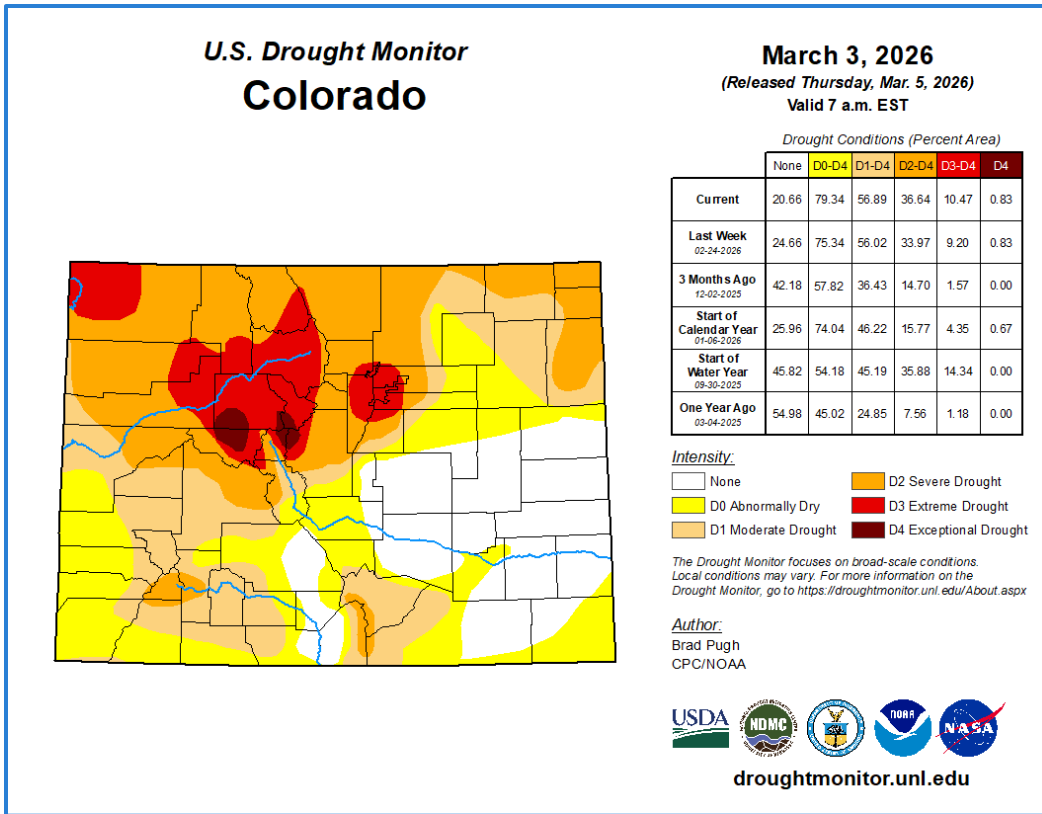 U.S. Drought Monitor
Colorado
March 3, 2026
(Released Thursday, Mar. 5, 2026)
Valid 7 a.m. EST
Drought Conditions (Percent Area)
None D0-D4 D1-D4 D2-D4 D3-D4 D4
Current 20.66 79.34 56.89 36.64 10.47 0.83
Last Week
02-24-2026 24.66 75.34 56.02 33.97 9.20 0.83
3 Months Ago
12-02-2025 42.18 57.82 36.43 14.70 1.57 0.00
Start of
Calendar Year
01-06-2026 25.96 74.04 46.22 15.77 4.35 0.67
Start of
Water Year
09-30-2025 45.82 54.18 45.19 35.88 14.34 0.00
One Year Ago
03-04-2025 54.98 45.02 24.85 7.56 1.18 0.00
Intensity:
None
D0 Abnormally Dry
D1 Moderate Drought
D2 Severe Drought
D3 Extreme Drought
D4 Exceptional Drought
The Drought Monitor focuses on broad-scale conditions.
Local conditions may vary. For more information on the
Drought Monitor, go to https://droughtmonitor.unl.edu/About.aspx
Author:
Brad Pugh
CPC/NOAA
USDA
NDMC
NOAA
NASA
droughtmonitor.unl.edu